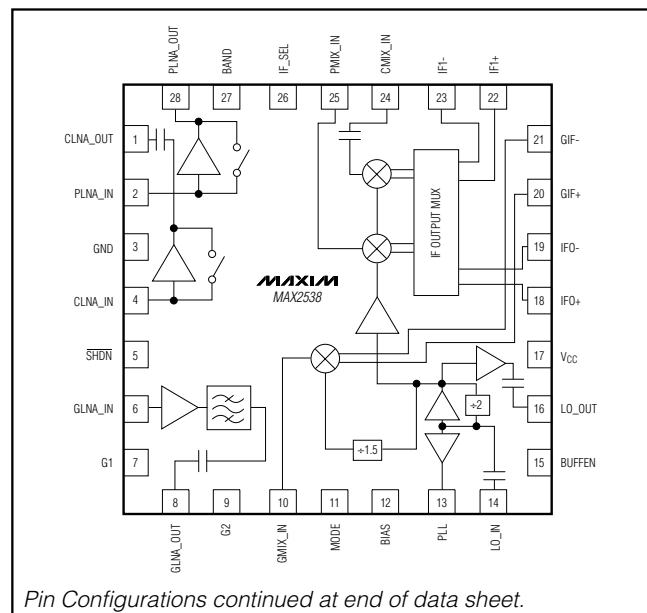 PLNA_OUT
BAND
IF_SEL
PMIX_IN
CMIX_IN
IF1-
IF1+
28
27
26
25
24
23
22
CLNA_OUT
1
PLNA_IN
2
GND
3
CLNA_IN
4
SHDN
5
GLNA_IN
6
G1
7
21
GIF-
20
GIF+
19
IFO-
18
IFO+
17
VCC
16
LO_OUT
15
BUFFEN
IF OUTPUT MUX
MAXIM
MAX2538
÷2
÷1.5
8
9
10
11
12
13
14
GLNA_OUT
G2
GMIX_IN
MODE
BIAS
PLL
LO_IN
Pin Configurations continued at end of data sheet.